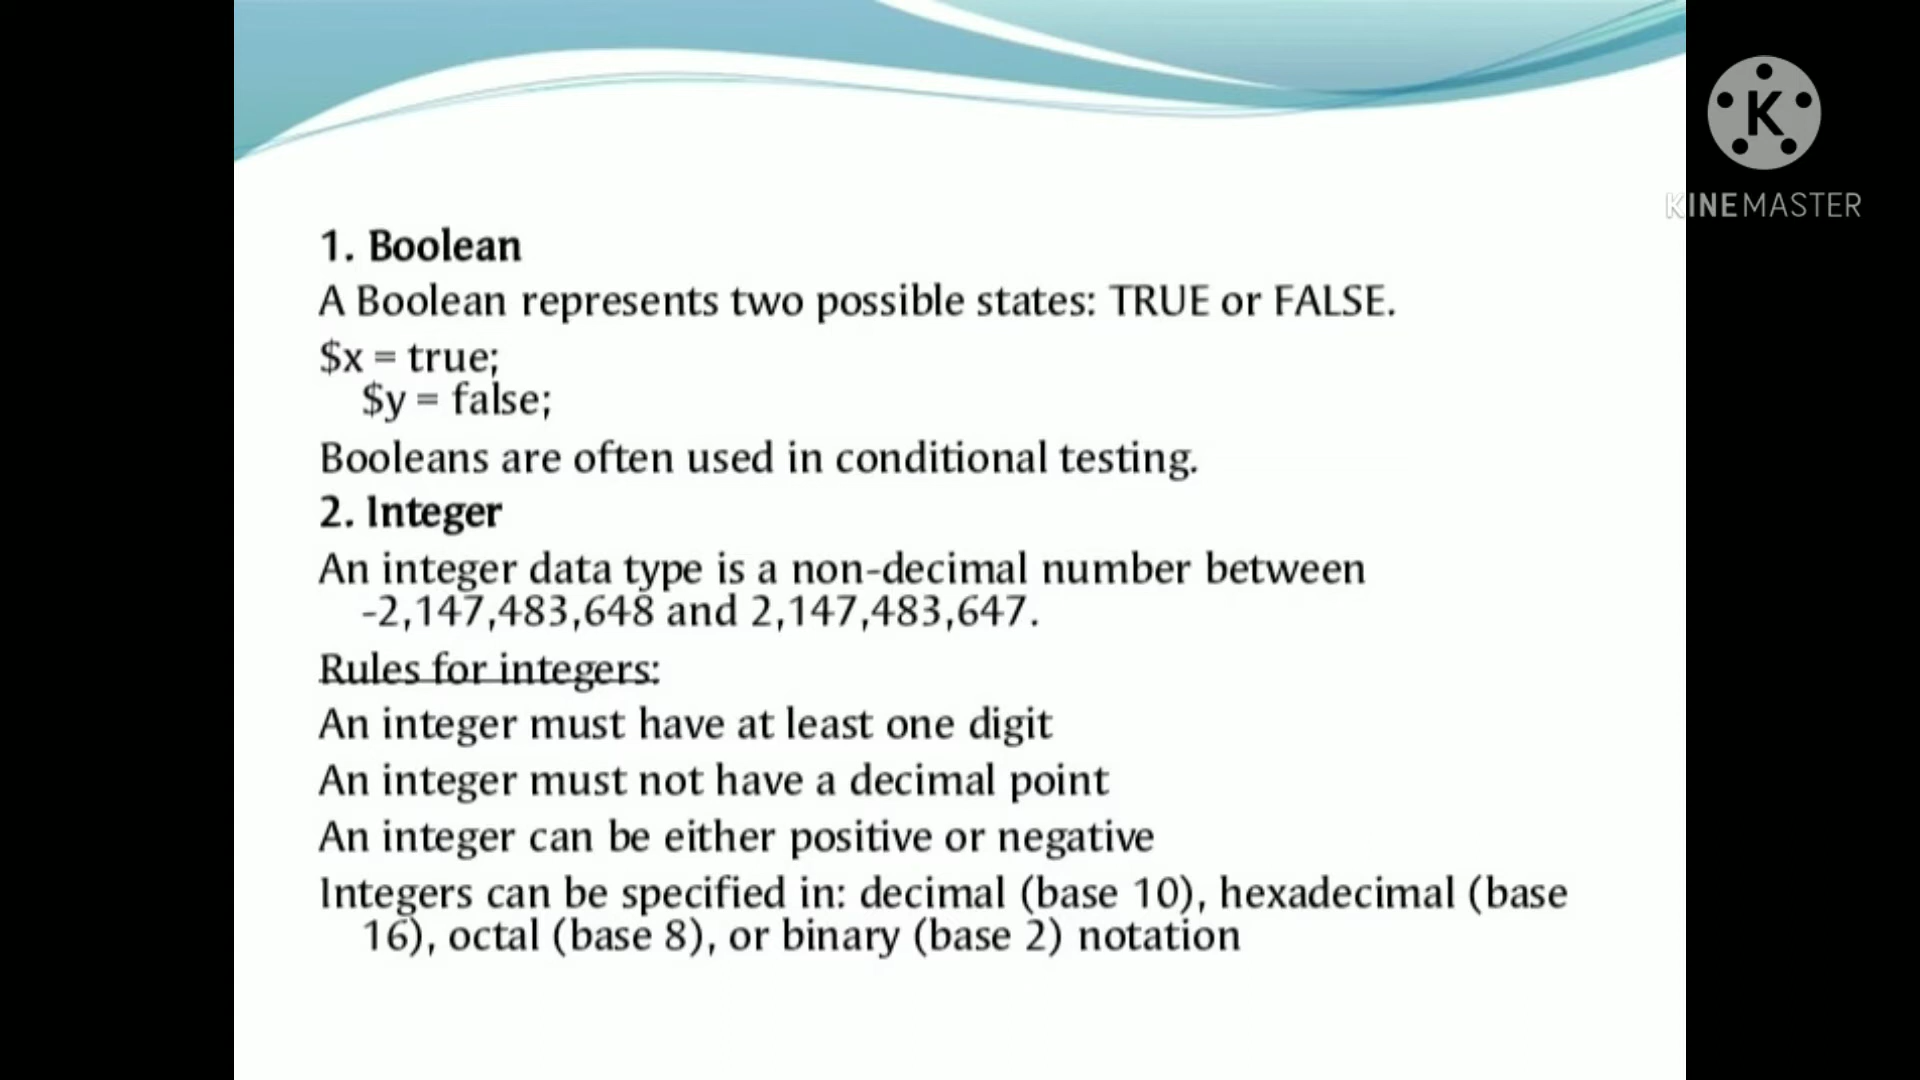 K
KINEMASTER
1. Boolean
A Boolean represents two possible states: TRUE or FALSE.
$x = true;
$y = false;
Booleans are often used in conditional testing.
2. Integer
An integer data type is a non-decimal number between
-2,147,483,648 and 2,147,483,647.
Rules for integers:
An integer must have at least one digit
An integer must not have a decimal point
An integer can be either positive or negative
Integers can be specified in: decimal (base 10), hexadecimal (base
16), octal (base 8), or binary (base 2) notation